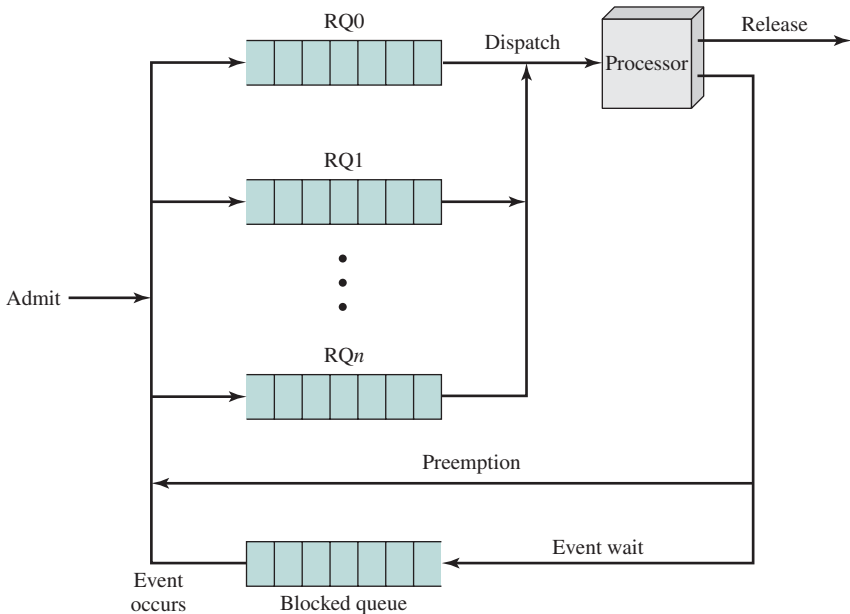 RQ0
Dispatch
Release
Processor
RQ1
Admit
RQn
Preemption
Event wait
Event
occurs
Blocked queue